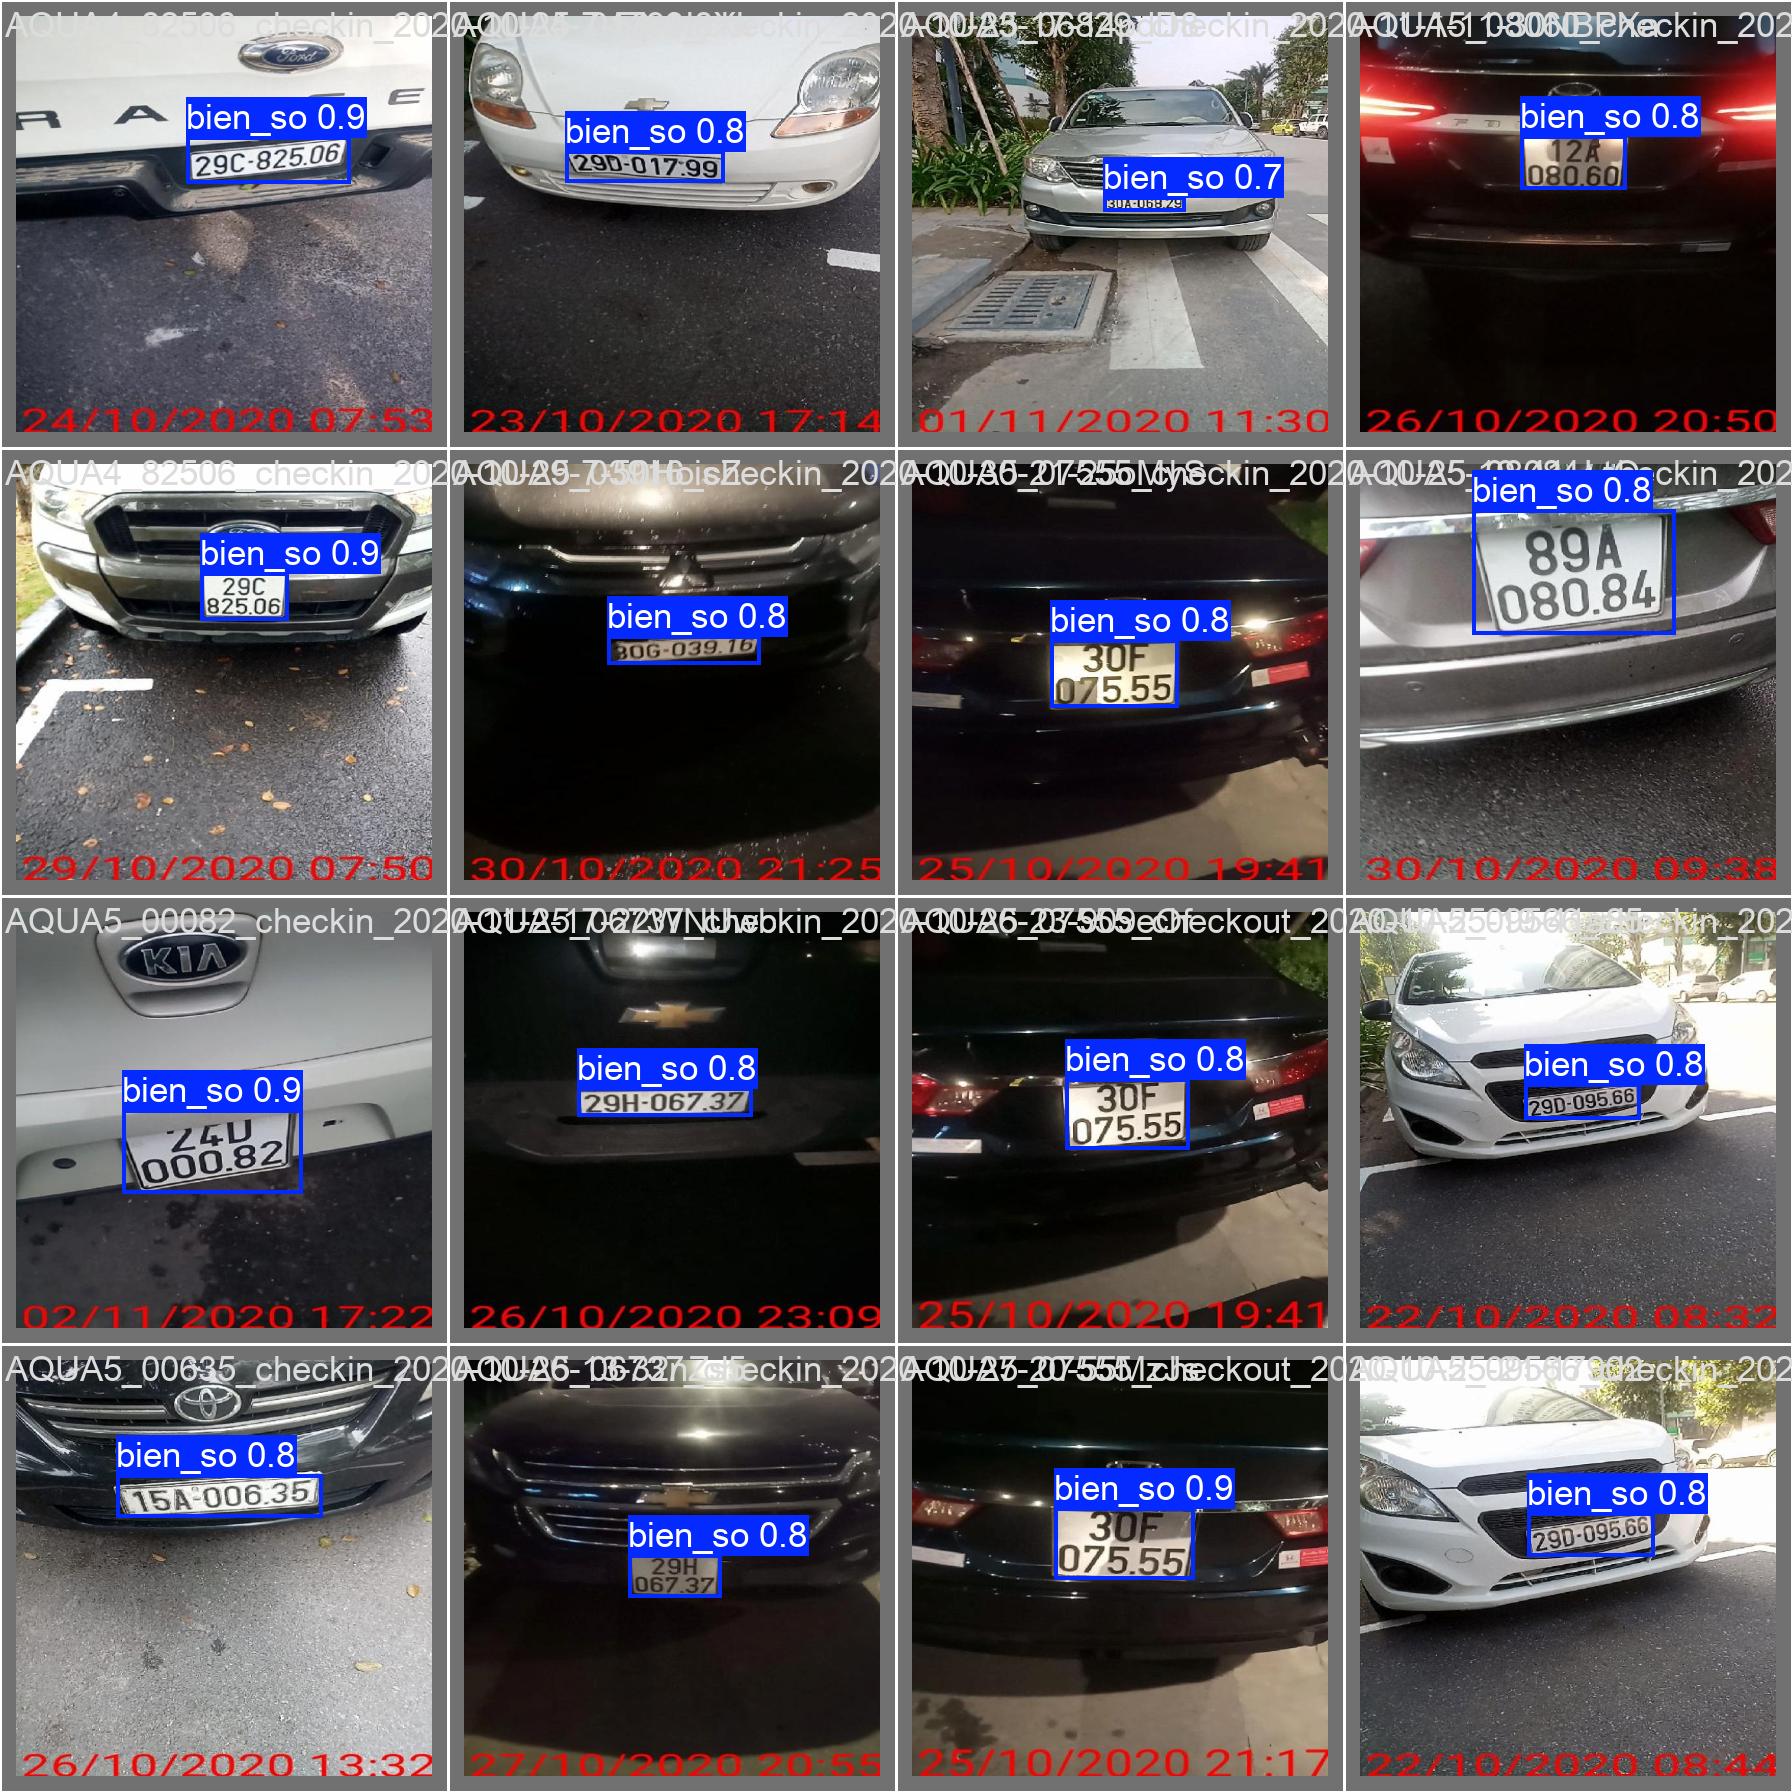 AQUA4_82506_checkin_202
Ford
R A E
bien_so 0.9
29C-825.06
24/10/2020 07:53
bien_so 0.8
29D-017.99
23/10/2020 17:14
bien_so 0.7
30A-068.29
01/11/2020 11:30
bien_so 0.8
12A
080.60
26/10/2020 20:50
AQUA4_82506_checkin_202
bien_so 0.9
29C
825.06
29/10/2020 07:50
bien_so 0.8
30G-039.16
30/10/2020 21:25
bien_so 0.8
30F
075.55
25/10/2020 19:41
bien_so 0.8
89A
080.84
30/10/2020 09:38
AQUA5_00082_checkin_202
KIA
bien_so 0.9
24D
000.82
02/11/2020 17:22
bien_so 0.8
29H-067.37
26/10/2020 23:09
bien_so 0.8
30F
075.55
25/10/2020 19:41
bien_so 0.8
29D-095.66
22/10/2020 08:32
AQUA5_00635_checkin_202
bien_so 0.8
15A-006.35
26/10/2020 13:32
bien_so 0.8
29H
067.37
27/10/2020 20:55
bien_so 0.9
30F
075.55
25/10/2020 21:17
bien_so 0.8
29D-095.66
22/10/2020 08:44